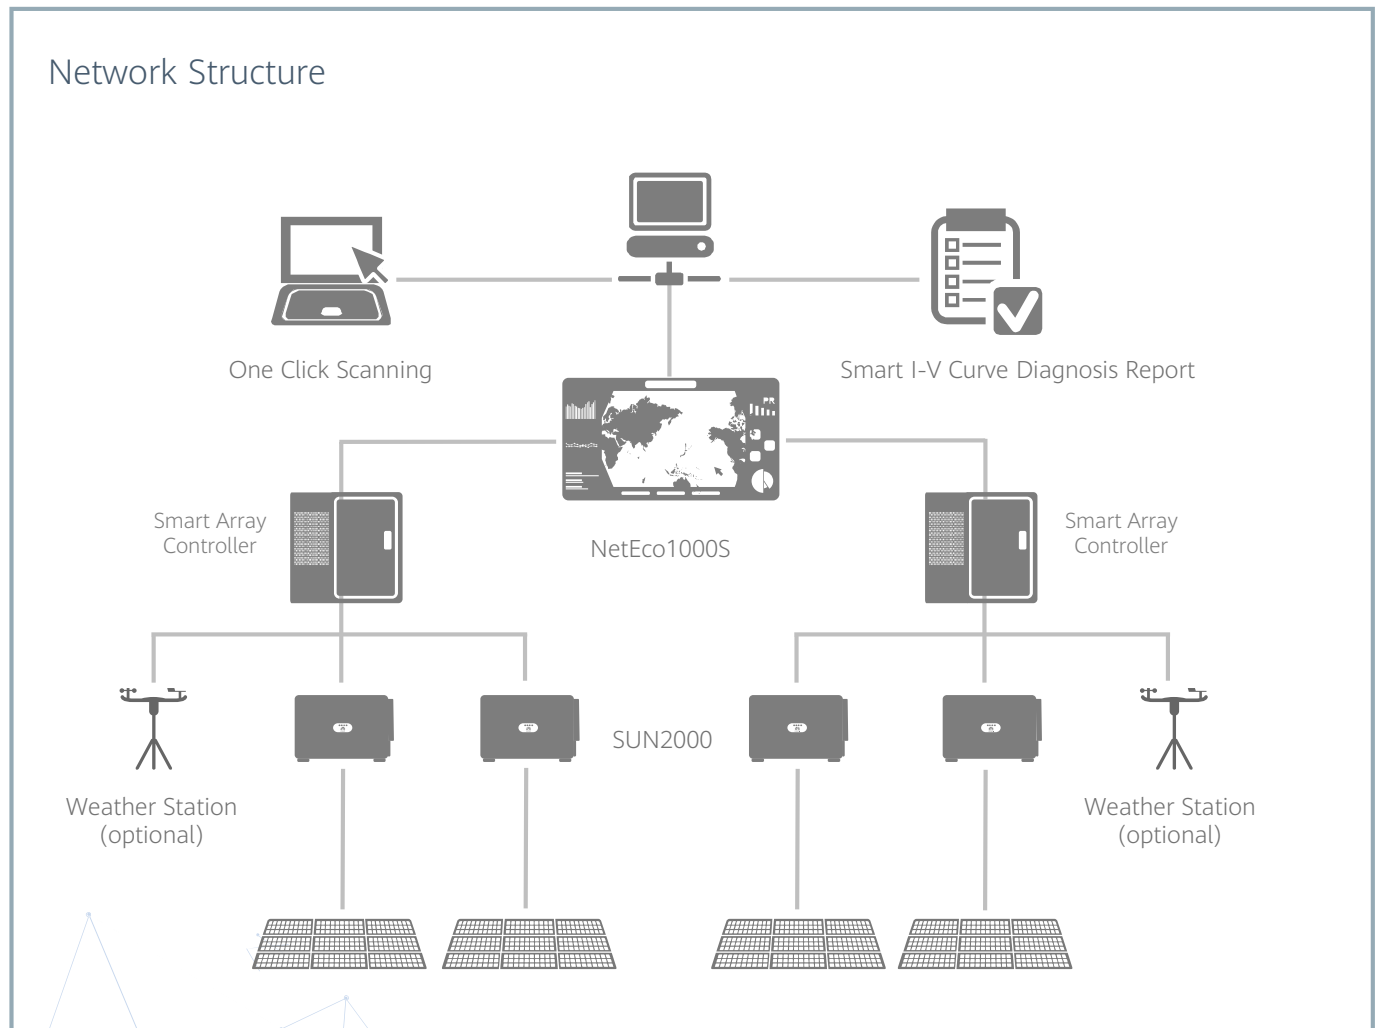 Network Structure
One Click Scanning
Smart I-V Curve Diagnosis Report
Smart Array
Controller
NetEco1000S
Smart Array
Controller
SUN2000
Weather Station
(optional)
Weather Station
(optional)